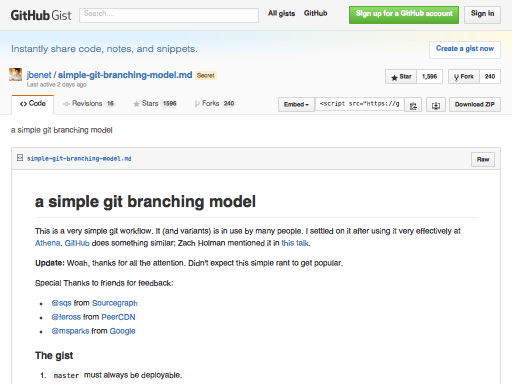 GitHub Gist Search... All gists GitHub Sign up for a GitHub account Sign in
Instantly share code, notes, and snippets. Create a gist now
jbenet / simple-git-branching-model.md Secret
Last active 2 days ago
Star 1,596 Fork 240
Code Revisions 16 Stars 1596 Forks 240 Embed <script src="https://g Download ZIP
a simple git branching model
simple-git-branching-model.md Raw
a simple git branching model
This is a very simple git workflow. It (and variants) is in use by many people. I settled on it after using it very effectively at
Athena. GitHub does something similar; Zach Holman mentioned it in this talk.
Update: Woah, thanks for all the attention. Didn't expect this simple rant to get popular.
Special Thanks to friends for feedback:
• @sqs from Sourcegraph
• @feross from PeerCDN
• @msparks from Google
The gist
1. master must always be deployable.